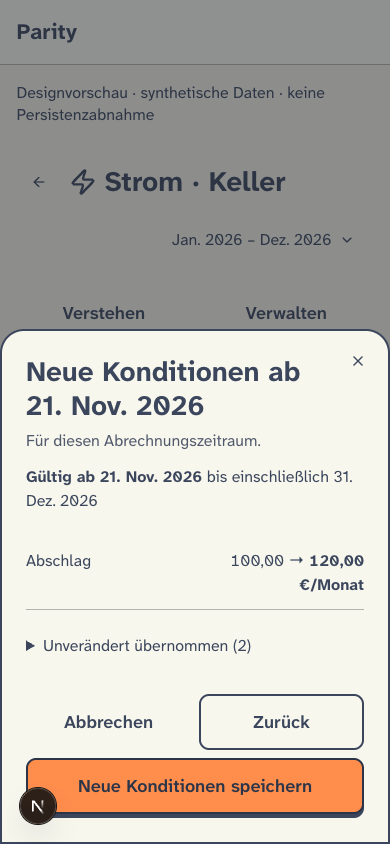 Parity
Designvorschau · synthetische Daten · keine
Persistenzabnahme
← Strom · Keller
Jan. 2026 – Dez. 2026
Verstehen Verwalten
Neue Konditionen ab ×
21. Nov. 2026
Für diesen Abrechnungszeitraum.
Gültig ab 21. Nov. 2026 bis einschließlich 31.
Dez. 2026
Abschlag 100,00 → 120,00
€/Monat
▶ Unverändert übernommen (2)
Abbrechen Zurück
Neue Konditionen speichern
N